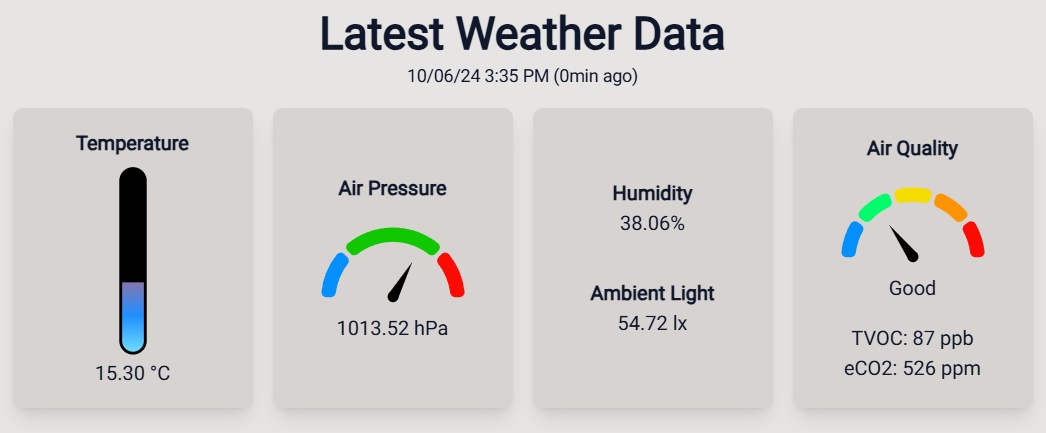 Latest Weather Data
10/06/24 3:35 PM (0min ago)
Temperature
15.30 °C
Air Pressure
1013.52 hPa
Humidity
38.06%
Ambient Light
54.72 lx
Air Quality
Good
TVOC: 87 ppb
eCO2: 526 ppm